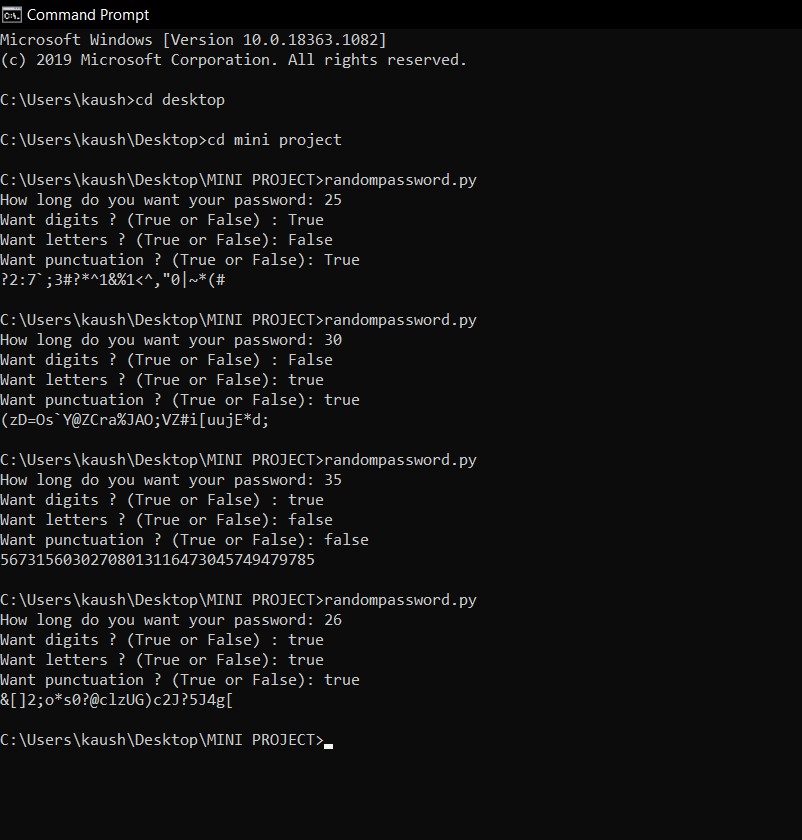 Command Prompt
Microsoft Windows [Version 10.0.18363.1082]
(c) 2019 Microsoft Corporation. All rights reserved.
C:\Users\kaush>cd desktop
C:\Users\kaush\Desktop>cd mini project
C:\Users\kaush\Desktop\MINI PROJECT>randompassword.py
How long do you want your password: 25
Want digits ? (True or False) : True
Want letters ? (True or False): False
Want punctuation ? (True or False): True
?2:7`;3#?*^1&%1<^,"0|~*(#
C:\Users\kaush\Desktop\MINI PROJECT>randompassword.py
How long do you want your password: 30
Want digits ? (True or False) : False
Want letters ? (True or False): true
Want punctuation ? (True or False): true
(zD=Os`Y@ZCra%JAO;VZ#i[uujE*d;
C:\Users\kaush\Desktop\MINI PROJECT>randompassword.py
How long do you want your password: 35
Want digits ? (True or False) : true
Want letters ? (True or False): false
Want punctuation ? (True or False): false
56731560302708013116473045749479785
C:\Users\kaush\Desktop\MINI PROJECT>randompassword.py
How long do you want your password: 26
Want digits ? (True or False) : true
Want letters ? (True or False): true
Want punctuation ? (True or False): true
&[]2;o*s0?@clzUG)c2J?5J4g[
C:\Users\kaush\Desktop\MINI PROJECT>